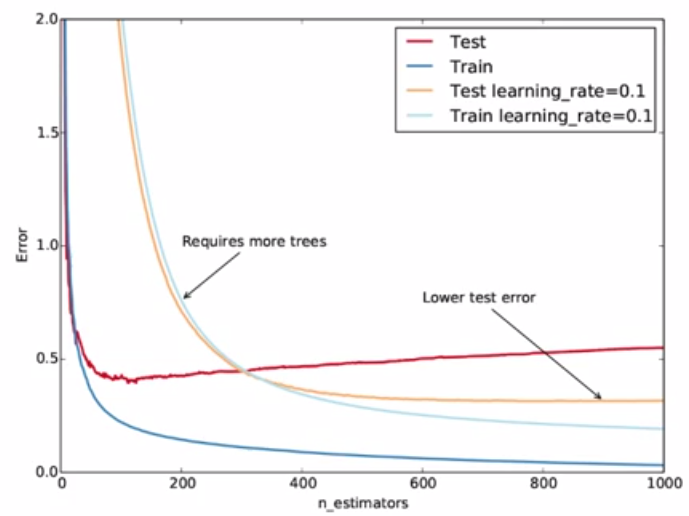 2.0
Test
Train
Test learning_rate=0.1
Train learning_rate=0.1
1.5
Requires more trees
1.0
Error
Lower test error
0.5
0.0
0 200 400 600 800 1000
n_estimators